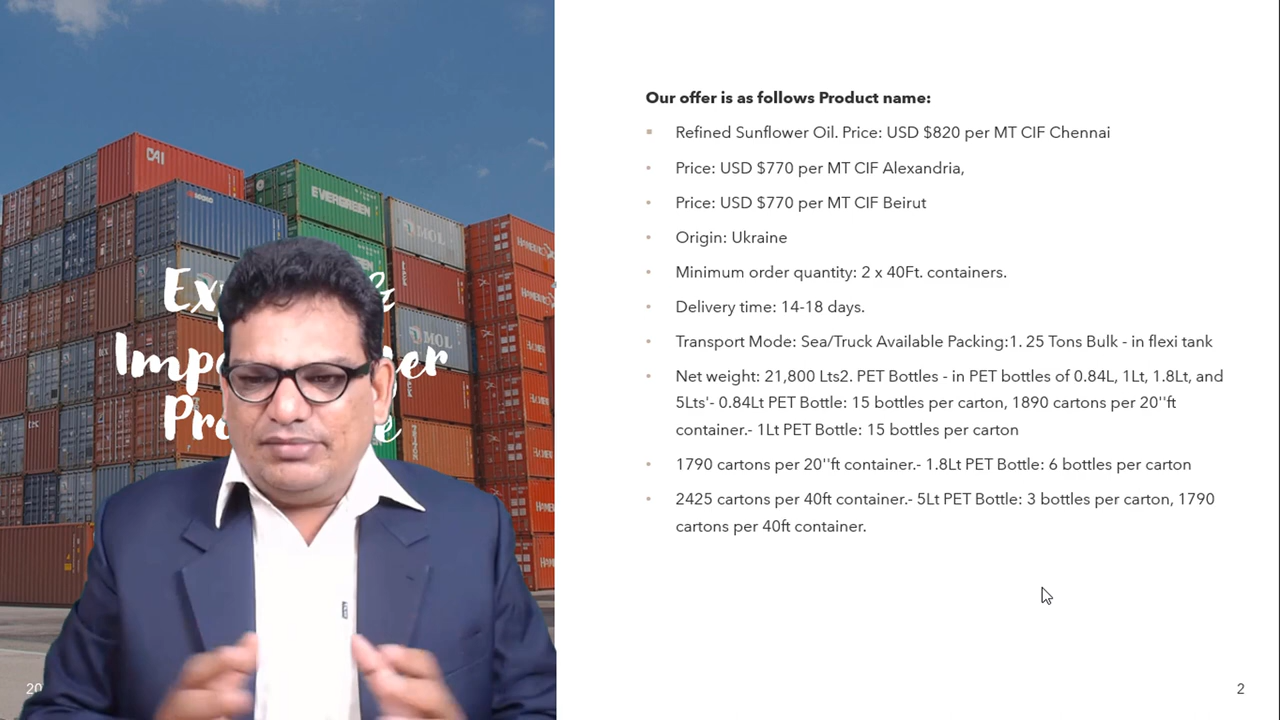 CAI
EVERGREEN
MOL
MOL
Our offer is as follows Product name:
Refined Sunflower Oil. Price: USD $820 per MT CIF Chennai
Price: USD $770 per MT CIF Alexandria,
Price: USD $770 per MT CIF Beirut
Origin: Ukraine
Minimum order quantity: 2 x 40Ft. containers.
Delivery time: 14-18 days.
Transport Mode: Sea/Truck Available Packing:1. 25 Tons Bulk - in flexi tank
Net weight: 21,800 Lts2. PET Bottles - in PET bottles of 0.84L, 1Lt, 1.8Lt, and
5Lts'- 0.84Lt PET Bottle: 15 bottles per carton, 1890 cartons per 20''ft
container.- 1Lt PET Bottle: 15 bottles per carton
1790 cartons per 20''ft container.- 1.8Lt PET Bottle: 6 bottles per carton
2425 cartons per 40ft container.- 5Lt PET Bottle: 3 bottles per carton, 1790
cartons per 40ft container.
20
2